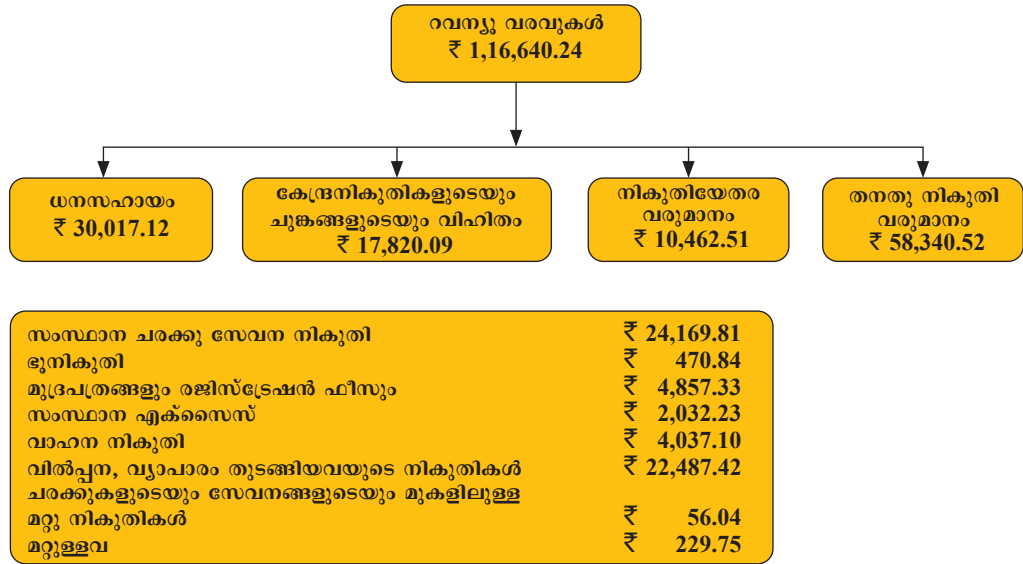 റവന്യൂ വരവുകൾ
₹ 1,16,640.24
ധനസഹായം
₹ 30,017.12
കേന്ദ്രനികുതികളുടെയും
ചുങ്കങ്ങളുടെയും വിഹിതം
₹ 17,820.09
നികുതിയേതര
വരുമാനം
₹ 10,462.51
തനതു നികുതി
വരുമാനം
₹ 58,340.52
സംസ്ഥാന ചരക്കു സേവന നികുതി ₹ 24,169.81
ഭൂനികുതി ₹ 470.84
മുദ്രപത്രങ്ങളും രജിസ്ട്രേഷൻ ഫീസും ₹ 4,857.33
സംസ്ഥാന എക്സൈസ് ₹ 2,032.23
വാഹന നികുതി ₹ 4,037.10
വിൽപ്പന, വ്യാപാരം തുടങ്ങിയവയുടെ നികുതികൾ ₹ 22,487.42
ചരക്കുകളുടെയും സേവനങ്ങളുടെയും മുകളിലുള്ള
മറ്റു നികുതികൾ ₹ 56.04
മറ്റുള്ളവ ₹ 229.75